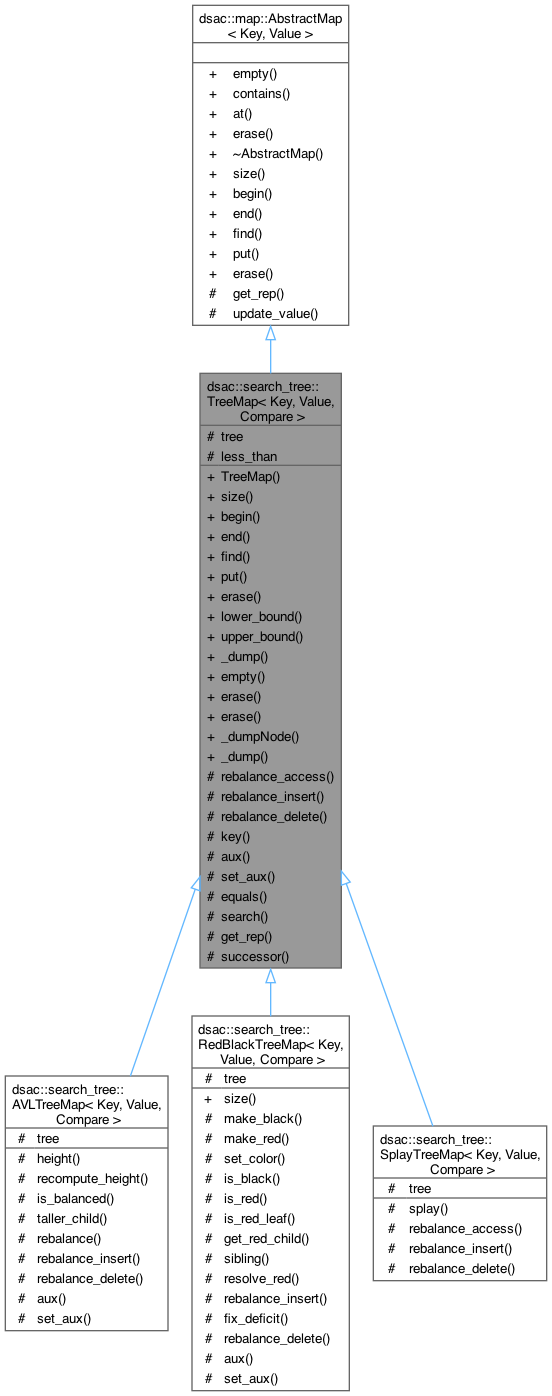 dsac::map::AbstractMap
< Key, Value >
+ empty()
+ contains()
+ at()
+ erase()
+ ~AbstractMap()
+ size()
+ begin()
+ end()
+ find()
+ put()
+ erase()
# get_rep()
# update_value()
dsac::search_tree::
TreeMap< Key, Value,
Compare >
# tree
# less_than
+ TreeMap()
+ size()
+ begin()
+ end()
+ find()
+ put()
+ erase()
+ lower_bound()
+ upper_bound()
+ _dump()
+ empty()
+ erase()
+ erase()
+ _dumpNode()
+ _dump()
# rebalance_access()
# rebalance_insert()
# rebalance_delete()
# key()
# aux()
# set_aux()
# equals()
# search()
# get_rep()
# successor()
dsac::search_tree::
AVLTreeMap< Key, Value,
Compare >
# tree
# height()
# recompute_height()
# is_balanced()
# taller_child()
# rebalance()
# rebalance_insert()
# rebalance_delete()
# aux()
# set_aux()
dsac::search_tree::
RedBlackTreeMap< Key,
Value, Compare >
# tree
+ size()
# make_black()
# make_red()
# set_color()
# is_black()
# is_red()
# is_red_leaf()
# get_red_child()
# sibling()
# resolve_red()
# rebalance_insert()
# fix_deficit()
# rebalance_delete()
# aux()
# set_aux()
dsac::search_tree::
SplayTreeMap< Key, Value,
Compare >
# tree
# splay()
# rebalance_access()
# rebalance_insert()
# rebalance_delete()